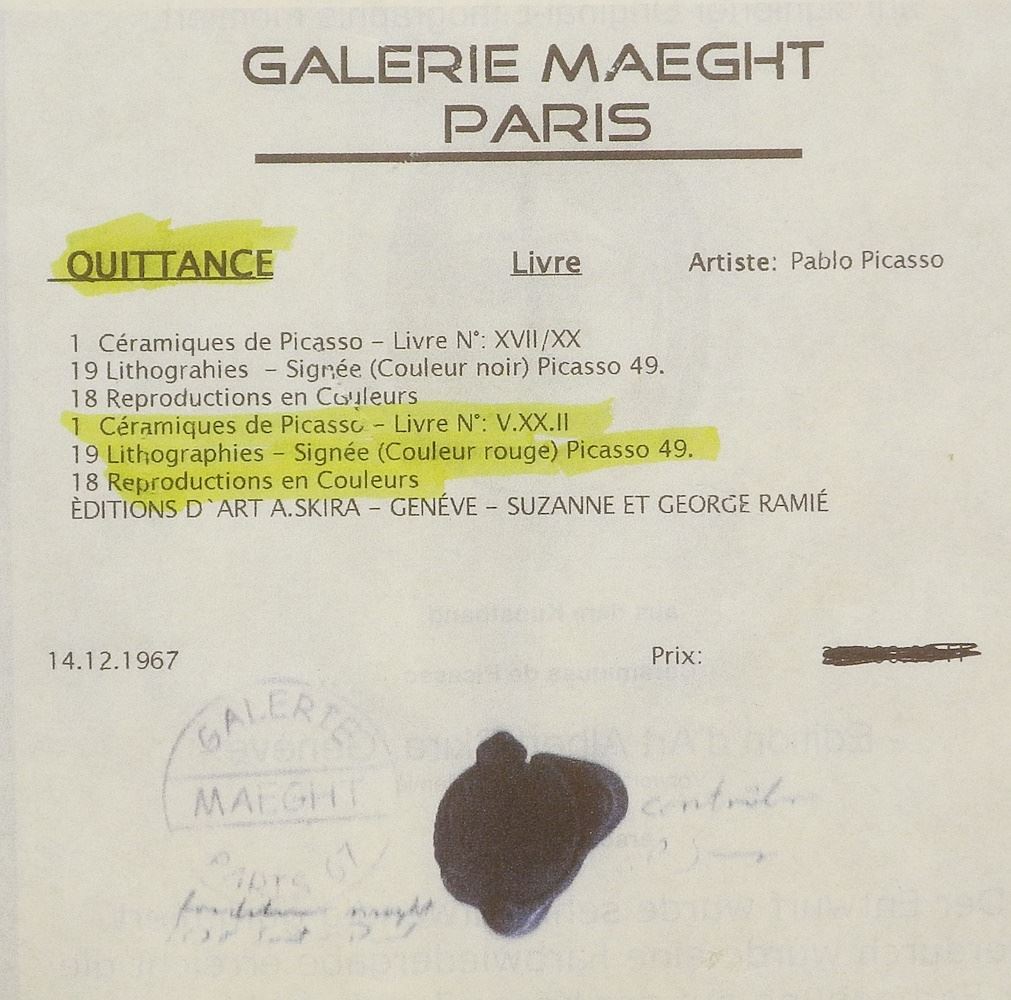 GALERIE MAEGHT
PARIS
QUITTANCE Livre Artiste: Pablo Picasso
1 Céramiques de Picasso – Livre N°: XVII/XX
19 Lithograhies – Signée (Couleur noir) Picasso 49.
18 Reproductions en Couleurs
1 Céramiques de Picasso – Livre N°: V.XX.II
19 Lithographies – Signée (Couleur rouge) Picasso 49.
18 Reproductions en Couleurs
ÈDITIONS D`ART A.SKIRA – GENÉVE – SUZANNE ET GEORGE RAMIÉ
14.12.1967 Prix:
GALERIE
MAEGHT